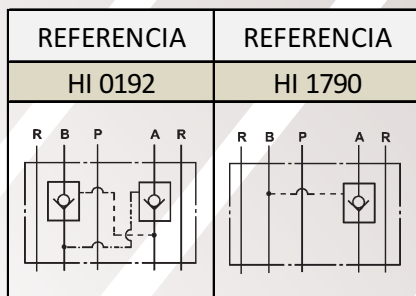 REFERENCIA REFERENCIA
HI 0192 HI 1790
R B P A R R B P A R